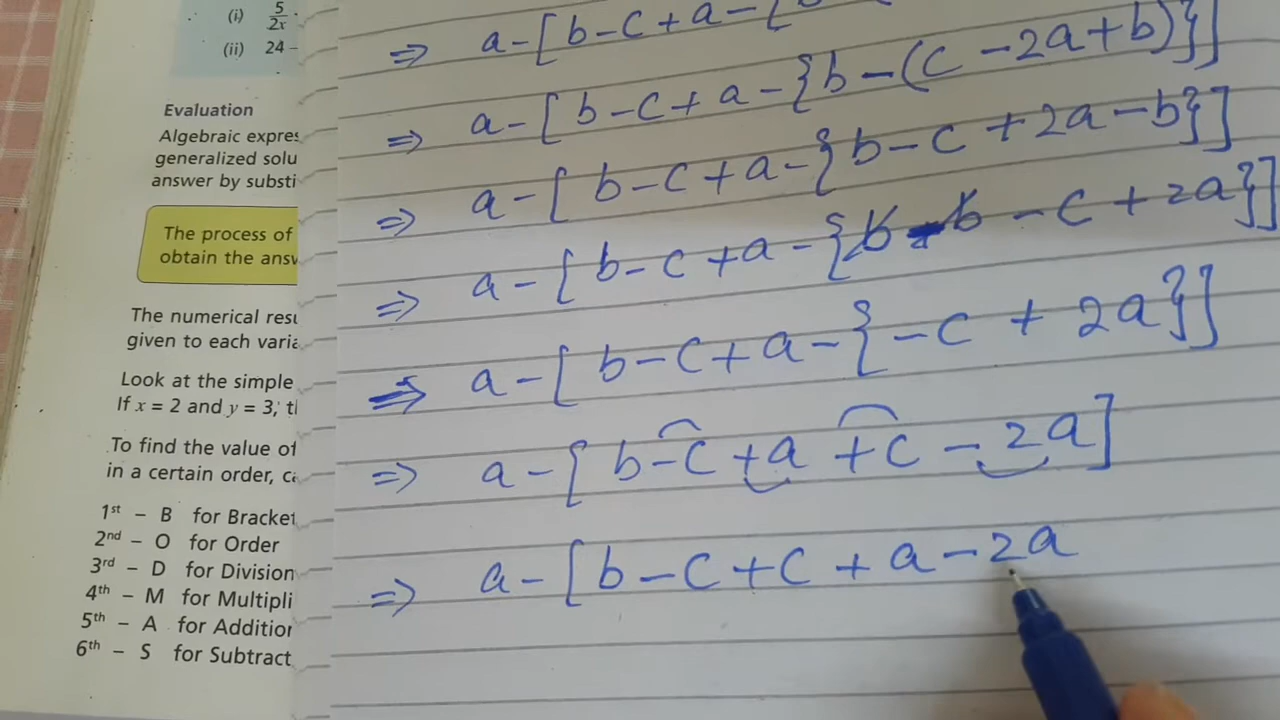 (i) 5/2x
(ii) 24 –
Evaluation
Algebraic expres
generalized solu
answer by substi
The process of
obtain the answ
The numerical resu
given to each varia
Look at the simple
If x = 2 and y = 3,
To find the value of
in a certain order,
1st – B for Bracket
2nd – O for Order
3rd – D for Division
4th – M for Multipli
5th – A for Addition
6th – S for Subtract
⇒ a-[b-c+a-{
⇒ a-[b-c+a-{b-(c-2a+b)}]
⇒ a-[b-c+a-{b-c+2a-b}]
⇒ a-[b-c+a-{b-b-c+2a}]
⇒ a-[b-c+a-{-c+2a}]
⇒ a-[b-c+a+c-2a]
⇒ a-[b-c+c+a-2a